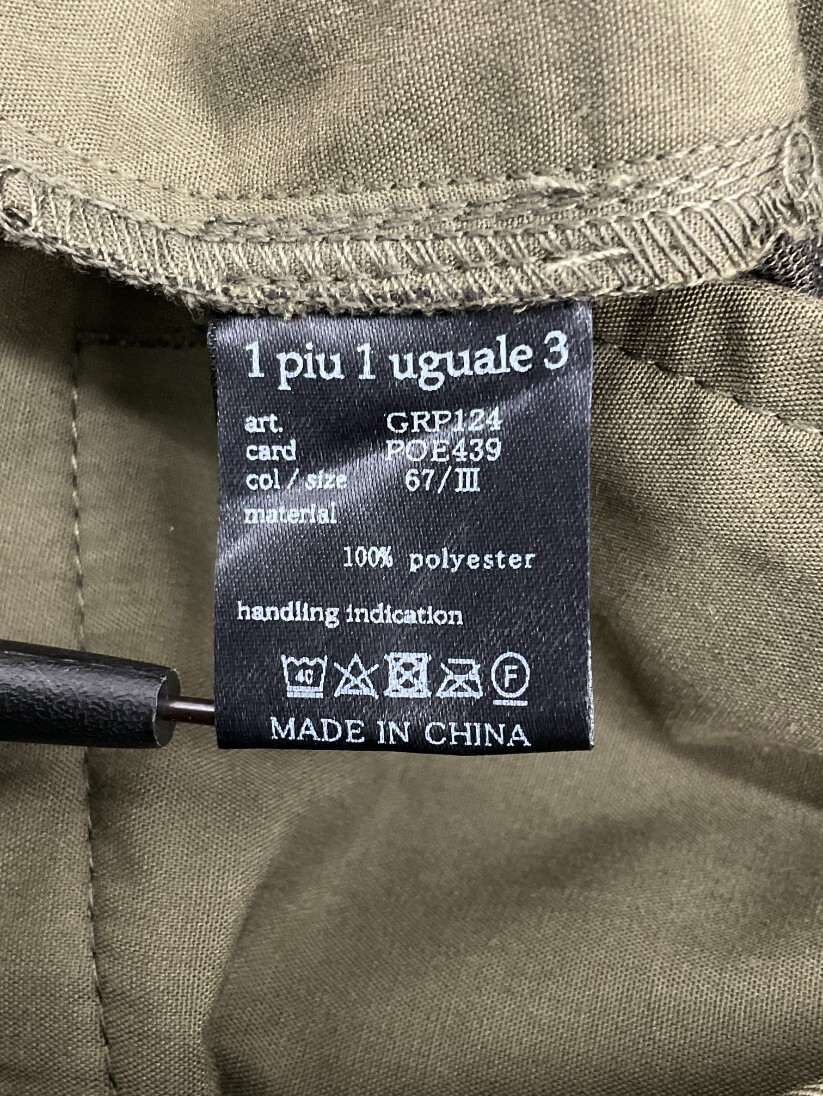 1 piu 1 uguale 3
art. GRP124
card POE439
col / size 67/Ⅲ
material
100% polyester
handling indication
40 F
MADE IN CHINA